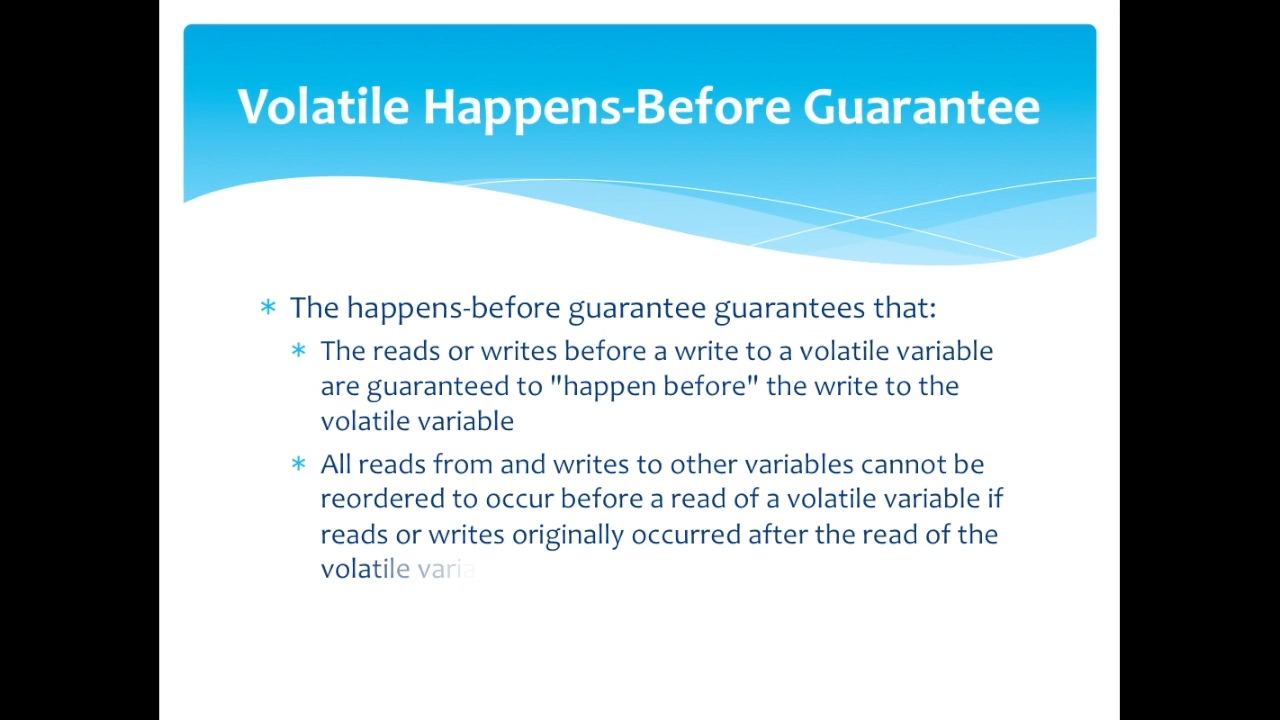 Volatile Happens-Before Guarantee
* The happens-before guarantee guarantees that:
* The reads or writes before a write to a volatile variable
are guaranteed to "happen before" the write to the
volatile variable
* All reads from and writes to other variables cannot be
reordered to occur before a read of a volatile variable if
reads or writes originally occurred after the read of the
volatile varia